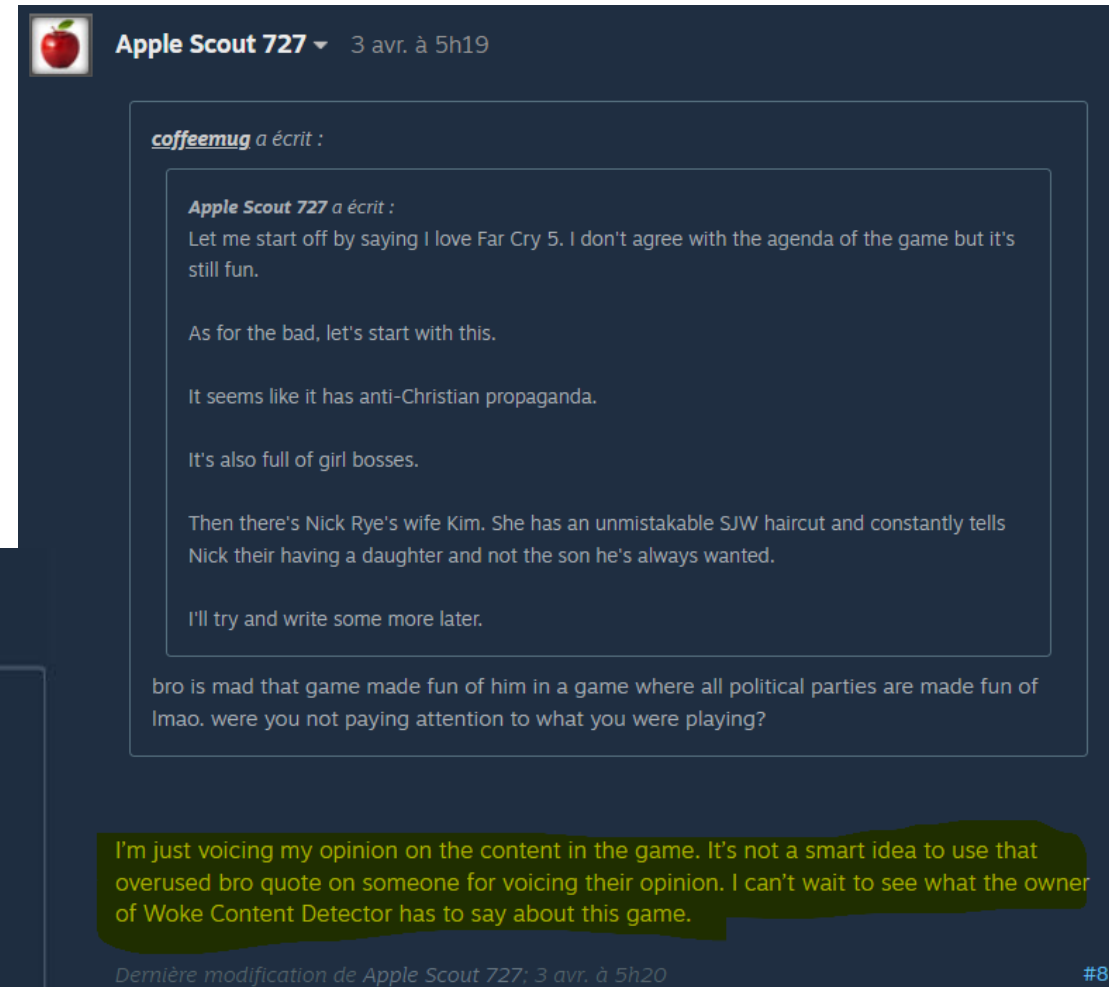 Apple Scout 727 3 avr. à 5h19
coffeemug a écrit :
Apple Scout 727 a écrit :
Let me start off by saying I love Far Cry 5. I don't agree with the agenda of the game but it's
still fun.
As for the bad, let's start with this.
It seems like it has anti-Christian propaganda.
It's also full of girl bosses.
Then there's Nick Rye's wife Kim. She has an unmistakable SJW haircut and constantly tells
Nick their having a daughter and not the son he's always wanted.
I'll try and write some more later.
bro is mad that game made fun of him in a game where all political parties are made fun of
lmao. were you not paying attention to what you were playing?
I’m just voicing my opinion on the content in the game. It’s not a smart idea to use that
overused bro quote on someone for voicing their opinion. I can’t wait to see what the owner
of Woke Content Detector has to say about this game.
Dernière modification de Apple Scout 727; 3 avr. à 5h20
#8